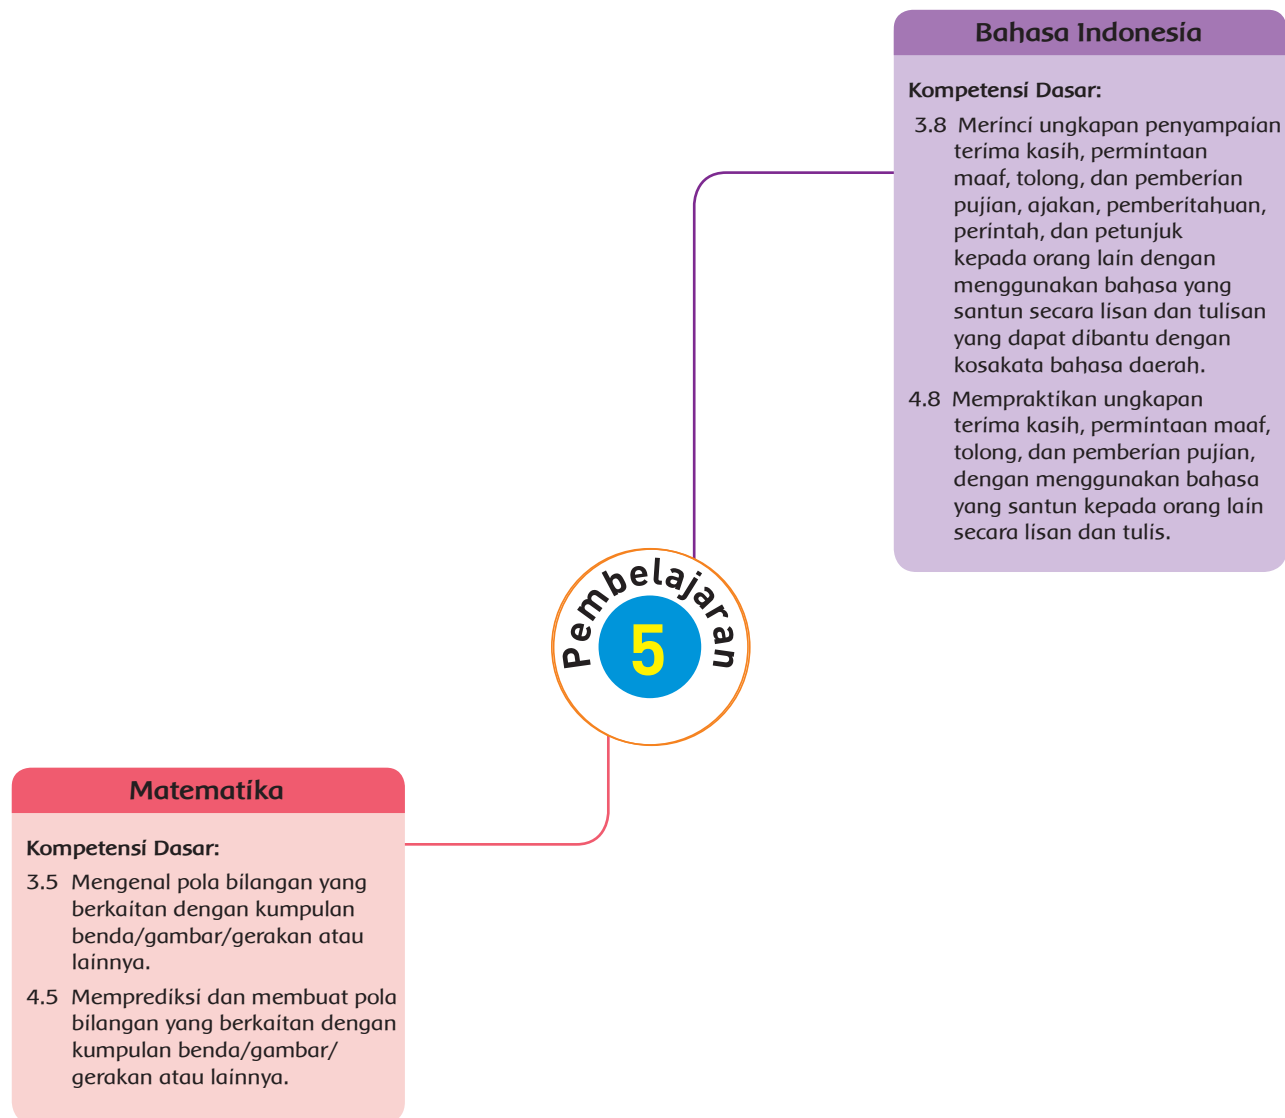 Bahasa Indonesia
Kompetensi Dasar:
3.8 Merinci ungkapan penyampaian
terima kasih, permintaan
maaf, tolong, dan pemberian
pujian, ajakan, pemberitahuan,
perintah, dan petunjuk
kepada orang lain dengan
menggunakan bahasa yang
santun secara lisan dan tulisan
yang dapat dibantu dengan
kosakata bahasa daerah.
4.8 Mempraktikan ungkapan
terima kasih, permintaan maaf,
tolong, dan pemberian pujian,
dengan menggunakan bahasa
yang santun kepada orang lain
secara lisan dan tulis.
Pembelajaran
5
Matematika
Kompetensi Dasar:
3.5 Mengenal pola bilangan yang
berkaitan dengan kumpulan
benda/gambar/gerakan atau
lainnya.
4.5 Memprediksi dan membuat pola
bilangan yang berkaitan dengan
kumpulan benda/gambar/
gerakan atau lainnya.